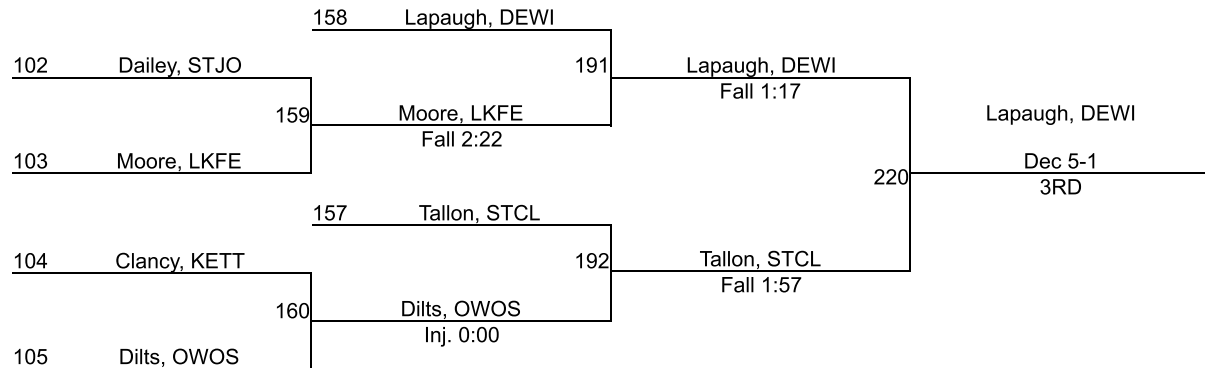 158 Lapaugh, DEWI
102 Dailey, STJO
191 Lapaugh, DEWI
Fall 1:17
159 Moore, LKFE
Fall 2:22
Lapaugh, DEWI
103 Moore, LKFE
Dec 5-1
220
3RD
157 Tallon, STCL
104 Clancy, KETT
192 Tallon, STCL
Fall 1:57
160 Dilts, OWOS
Inj. 0:00
105 Dilts, OWOS